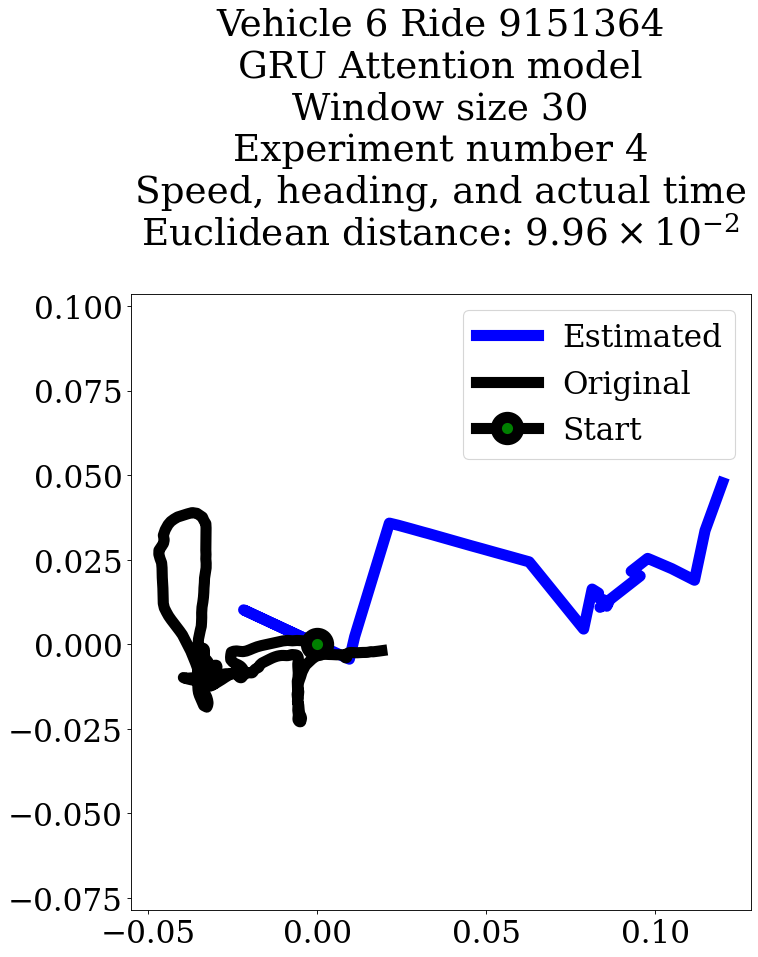 Vehicle 6 Ride 9151364
GRU Attention model
Window size 30
Experiment number 4
Speed, heading, and actual time
Euclidean distance: 9.96 × 10⁻²
0.100
0.075
0.050
0.025
0.000
−0.025
−0.050
−0.075
Estimated
Original
Start
−0.05 0.00 0.05 0.10